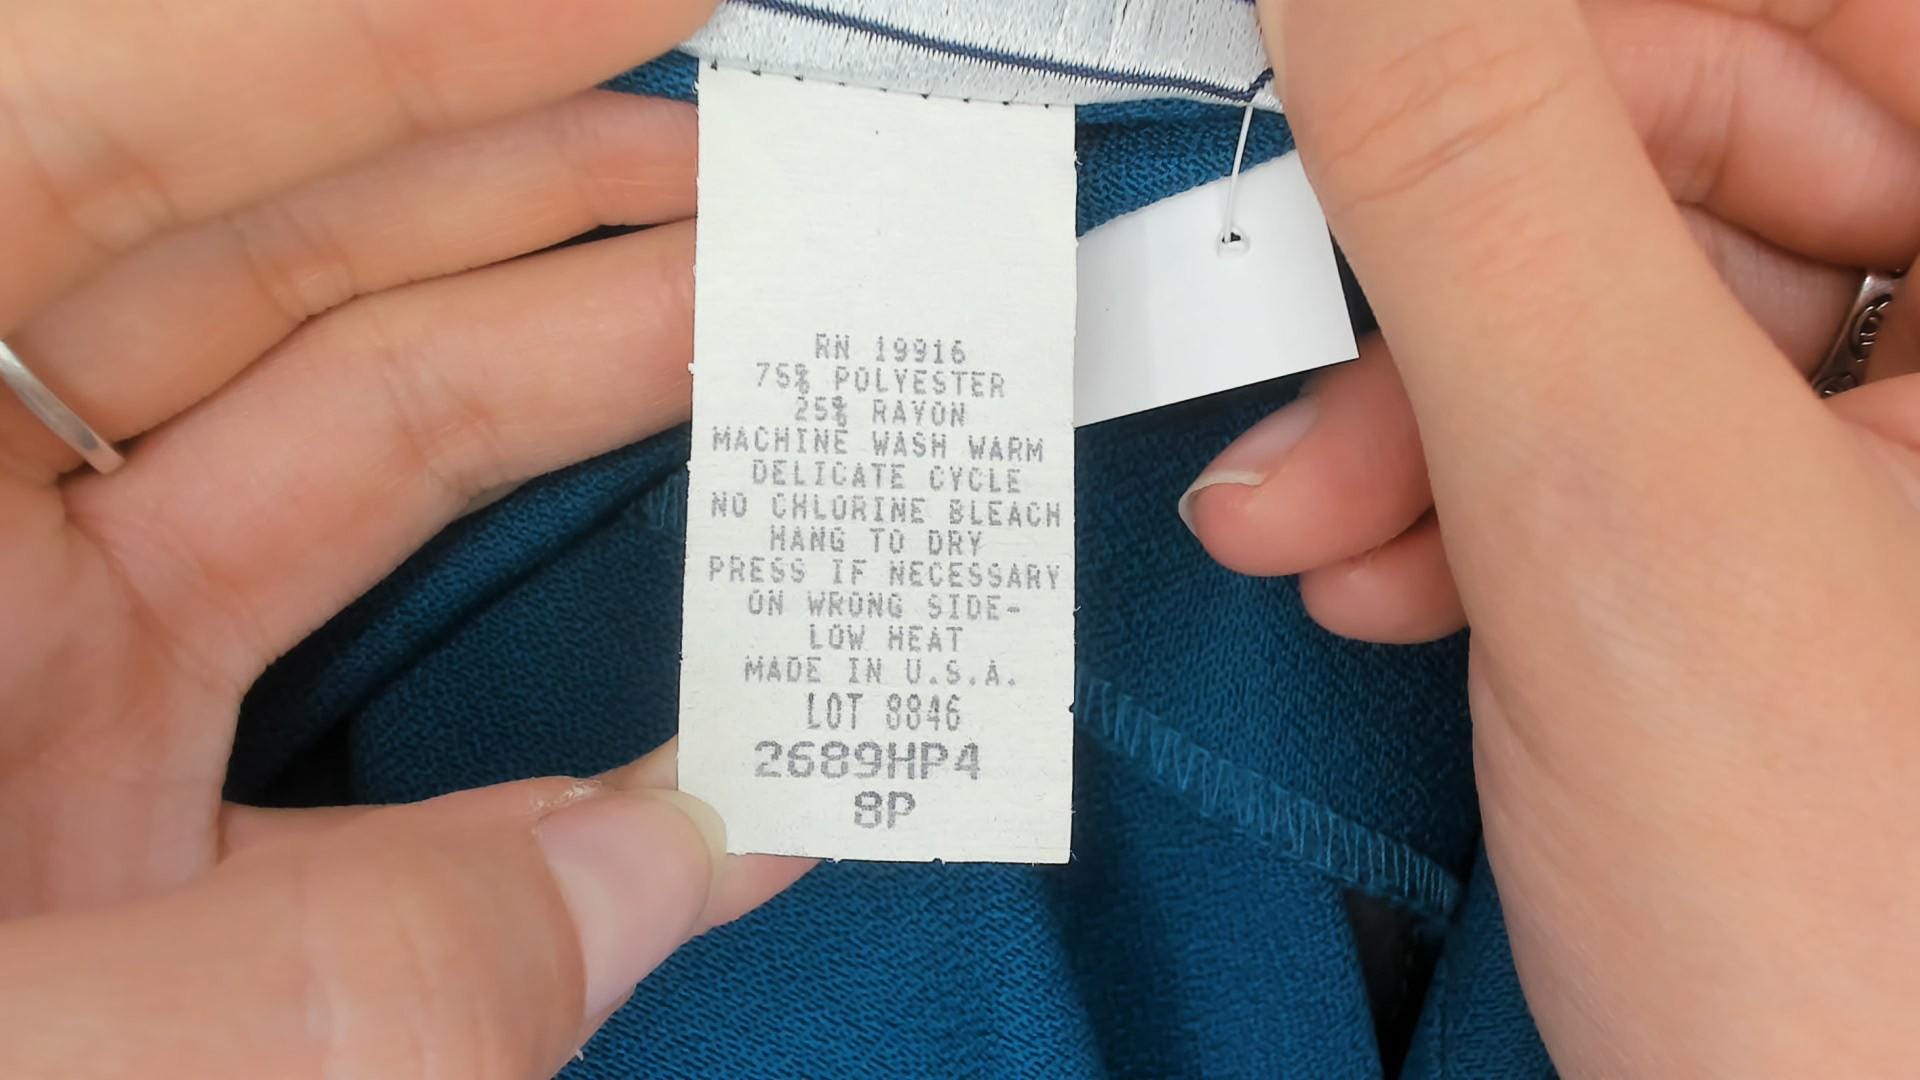 RN 19916
75% POLYESTER
25% RAYON
MACHINE WASH WARM
DELICATE CYCLE
NO CHLORINE BLEACH
HANG TO DRY
PRESS IF NECESSARY
ON WRONG SIDE-
LOW HEAT
MADE IN U.S.A.
LOT 8846
2689HP4
8P